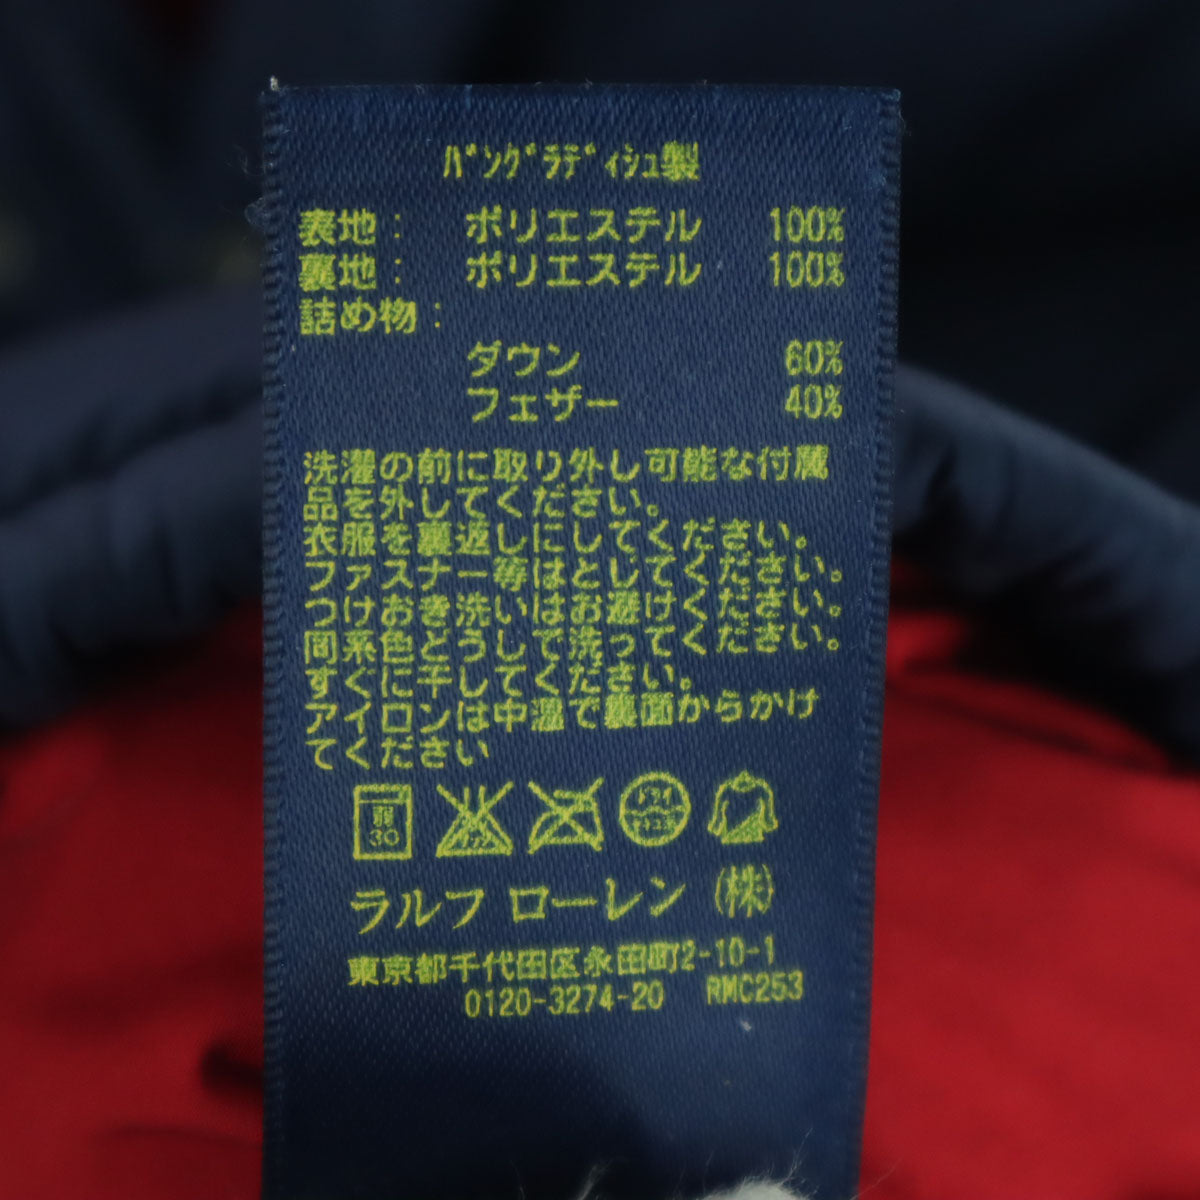 ﾊﾞﾝｸﾞﾗﾃﾞｨｼｭ製
表地: ポリエステル 100%
裏地: ポリエステル 100%
詰め物:
ダウン 60%
フェザー 40%
洗濯の前に取り外し可能な付属
品を外してください。
衣服を裏返しにしてください。
ファスナー等はとしてください。
つけおき洗いはお避けください。
同系色どうしで洗ってください。
すぐに干してください。
アイロンは中温で裏面からかけ
てください
弱 30 ドライ
ラルフ ローレン (株)
東京都千代田区永田町2-10-1
0120-3274-20 RMC253